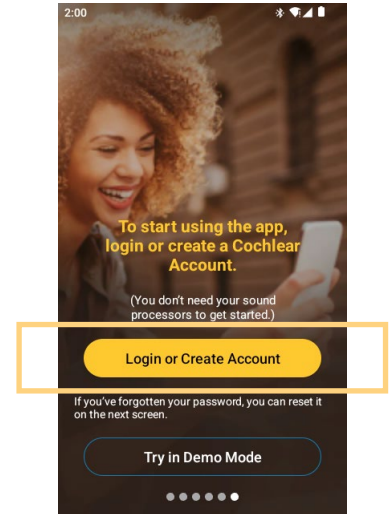 2:00
To start using the app,
login or create a Cochlear
Account.
(You don't need your sound
processors to get started.)
Login or Create Account
If you've forgotten your password, you can reset it
on the next screen.
Try in Demo Mode